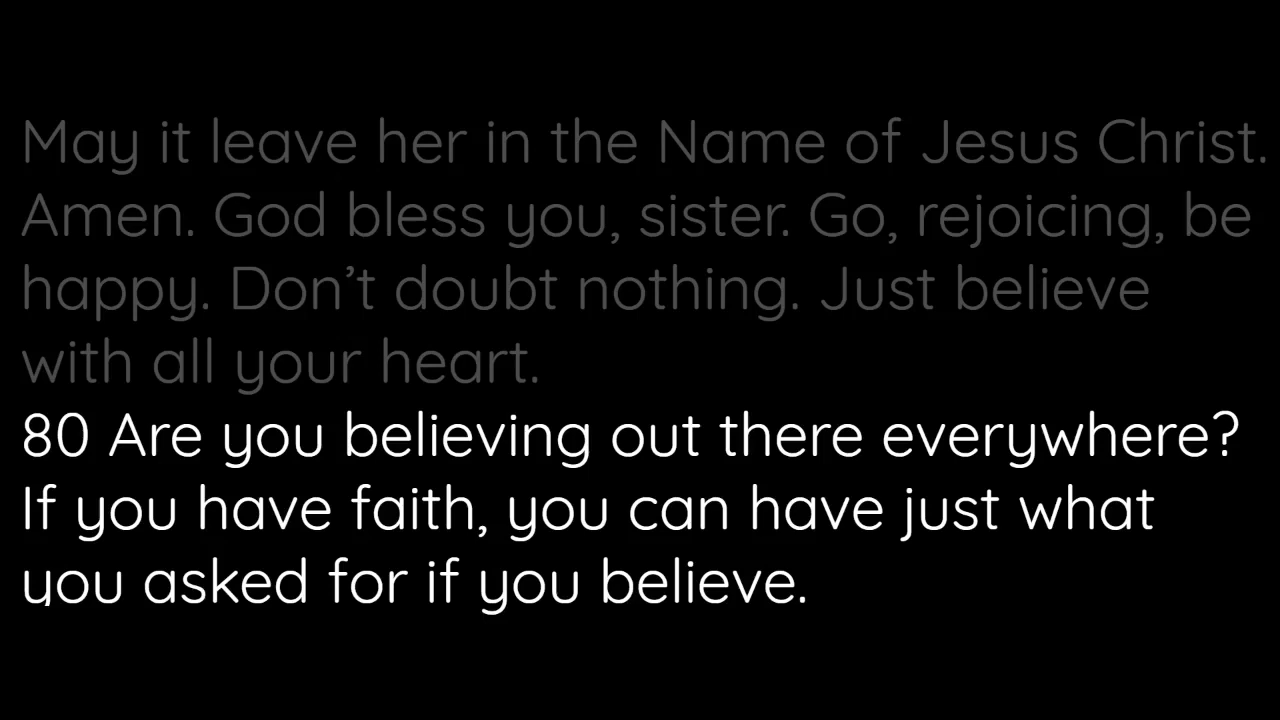 May it leave her in the Name of Jesus Christ.
Amen. God bless you, sister. Go, rejoicing, be
happy. Don’t doubt nothing. Just believe
with all your heart.
80 Are you believing out there everywhere?
If you have faith, you can have just what
you asked for if you believe.